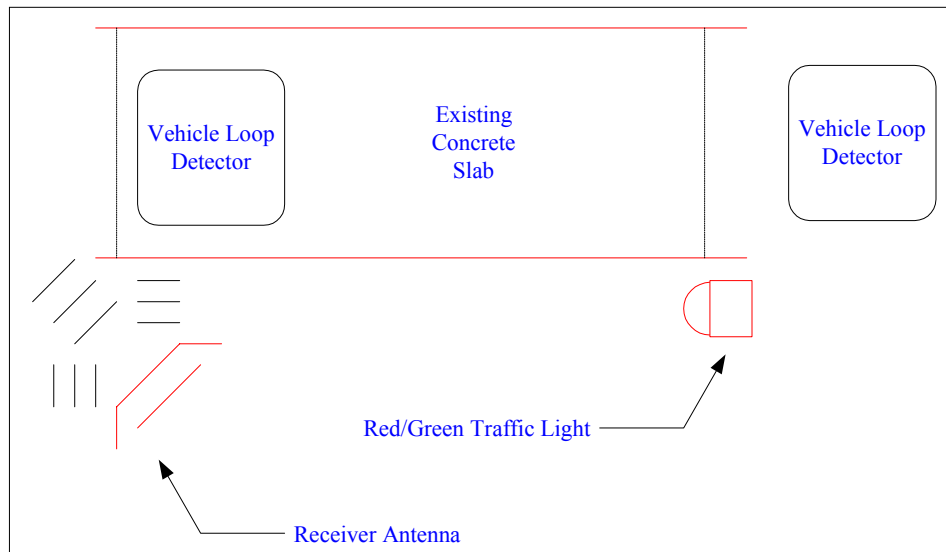 Vehicle Loop
Detector
Existing
Concrete
Slab
Vehicle Loop
Detector
Red/Green Traffic Light
Receiver Antenna